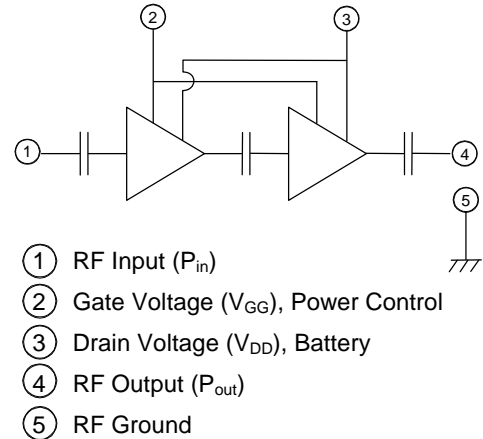 2
3
1
4
5
1 RF Input (Pin)
2 Gate Voltage (VGG), Power Control
3 Drain Voltage (VDD), Battery
4 RF Output (Pout)
5 RF Ground